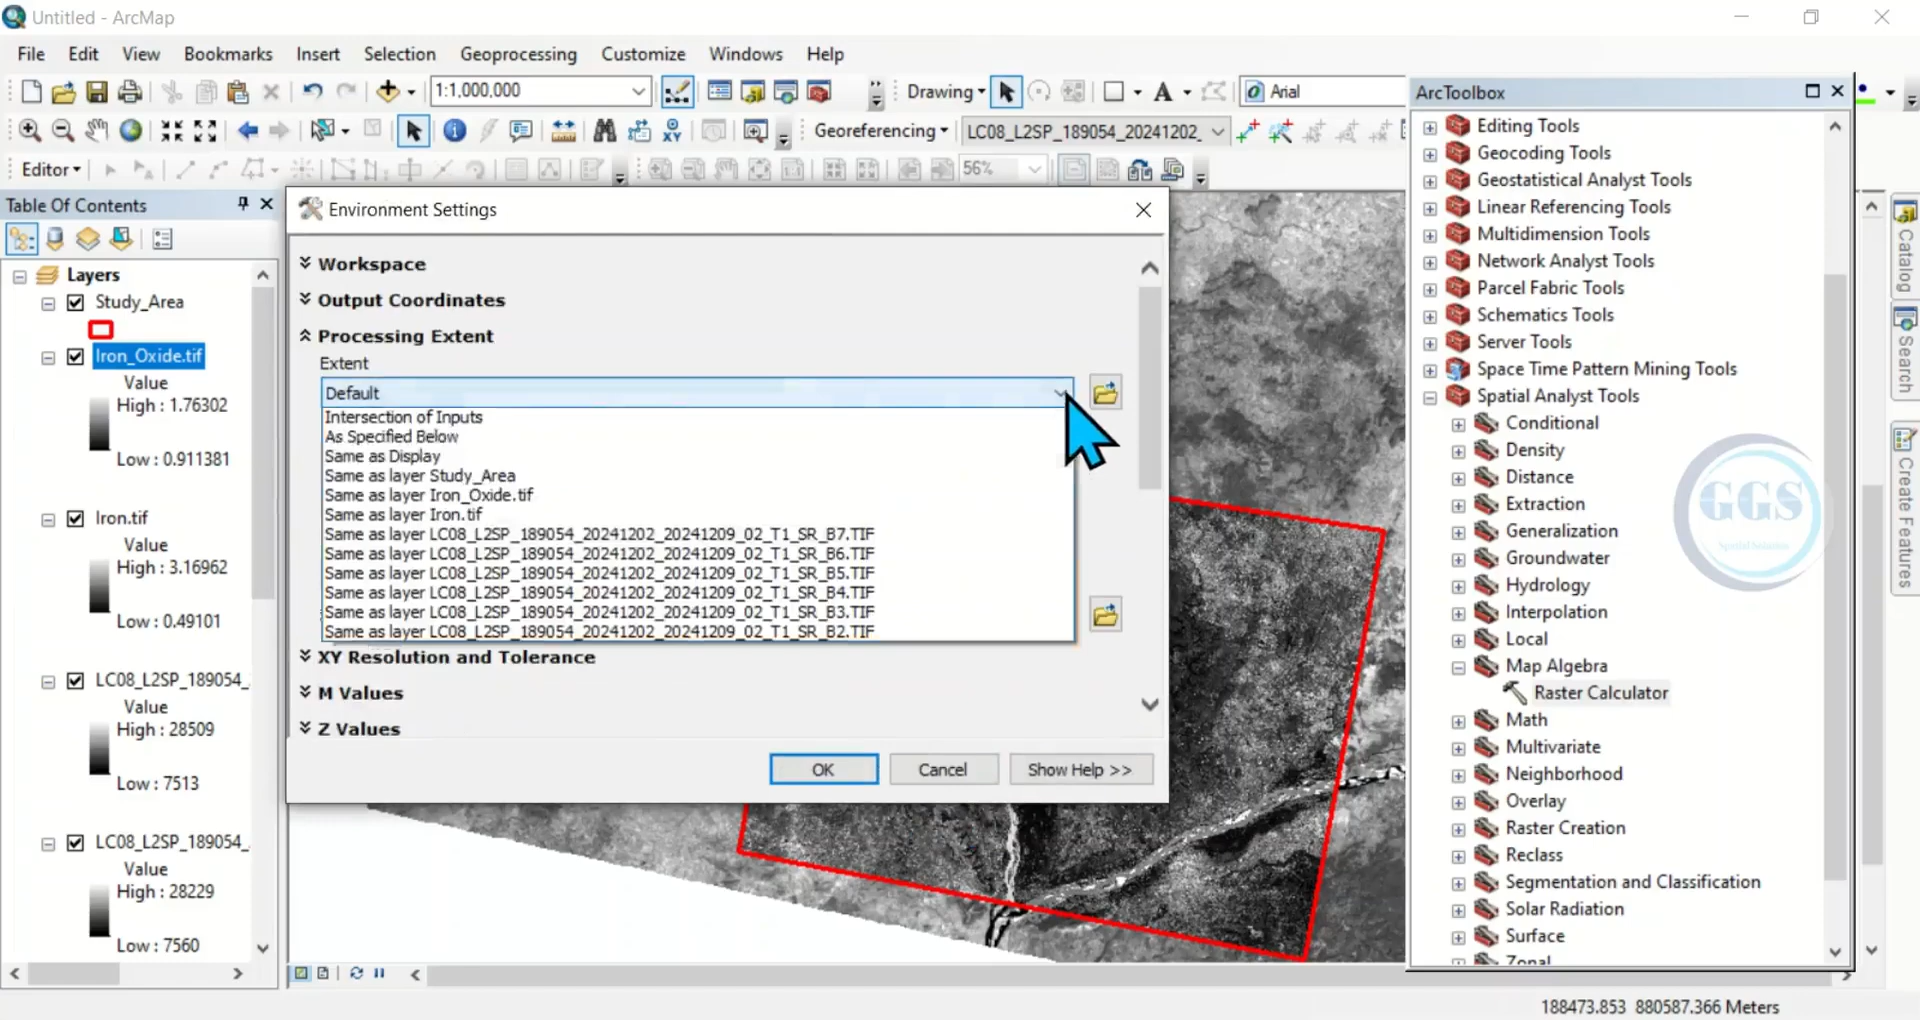 Untitled - ArcMap
File Edit View Bookmarks Insert Selection Geoprocessing Customize Windows Help
1:1,000,000
Drawing
A
Arial
Georeferencing
LC08_L2SP_189054_20241202_
Editor
56%
Table Of Contents
Layers
Study_Area
Iron_Oxide.tif
Value
High : 1.76302
Low : 0.911381
Iron.tif
Value
High : 3.16962
Low : 0.49101
LC08_L2SP_189054_
Value
High : 28509
Low : 7513
LC08_L2SP_189054_
Value
High : 28229
Low : 7560
Environment Settings
Workspace
Output Coordinates
Processing Extent
Extent
Default
Intersection of Inputs
As Specified Below
Same as Display
Same as layer Study_Area
Same as layer Iron_Oxide.tif
Same as layer Iron.tif
Same as layer LC08_L2SP_189054_20241202_20241209_02_T1_SR_B7.TIF
Same as layer LC08_L2SP_189054_20241202_20241209_02_T1_SR_B6.TIF
Same as layer LC08_L2SP_189054_20241202_20241209_02_T1_SR_B5.TIF
Same as layer LC08_L2SP_189054_20241202_20241209_02_T1_SR_B4.TIF
Same as layer LC08_L2SP_189054_20241202_20241209_02_T1_SR_B3.TIF
Same as layer LC08_L2SP_189054_20241202_20241209_02_T1_SR_B2.TIF
XY Resolution and Tolerance
M Values
Z Values
OK
Cancel
Show Help >>
ArcToolbox
Editing Tools
Geocoding Tools
Geostatistical Analyst Tools
Linear Referencing Tools
Multidimension Tools
Network Analyst Tools
Parcel Fabric Tools
Schematics Tools
Server Tools
Space Time Pattern Mining Tools
Spatial Analyst Tools
Conditional
Density
Distance
Extraction
Generalization
Groundwater
Hydrology
Interpolation
Local
Map Algebra
Raster Calculator
Math
Multivariate
Neighborhood
Overlay
Raster Creation
Reclass
Segmentation and Classification
Solar Radiation
Surface
Zonal
GGS
Spatial Solution
Catalog
Search
Create Features
188473.853 880587.366 Meters